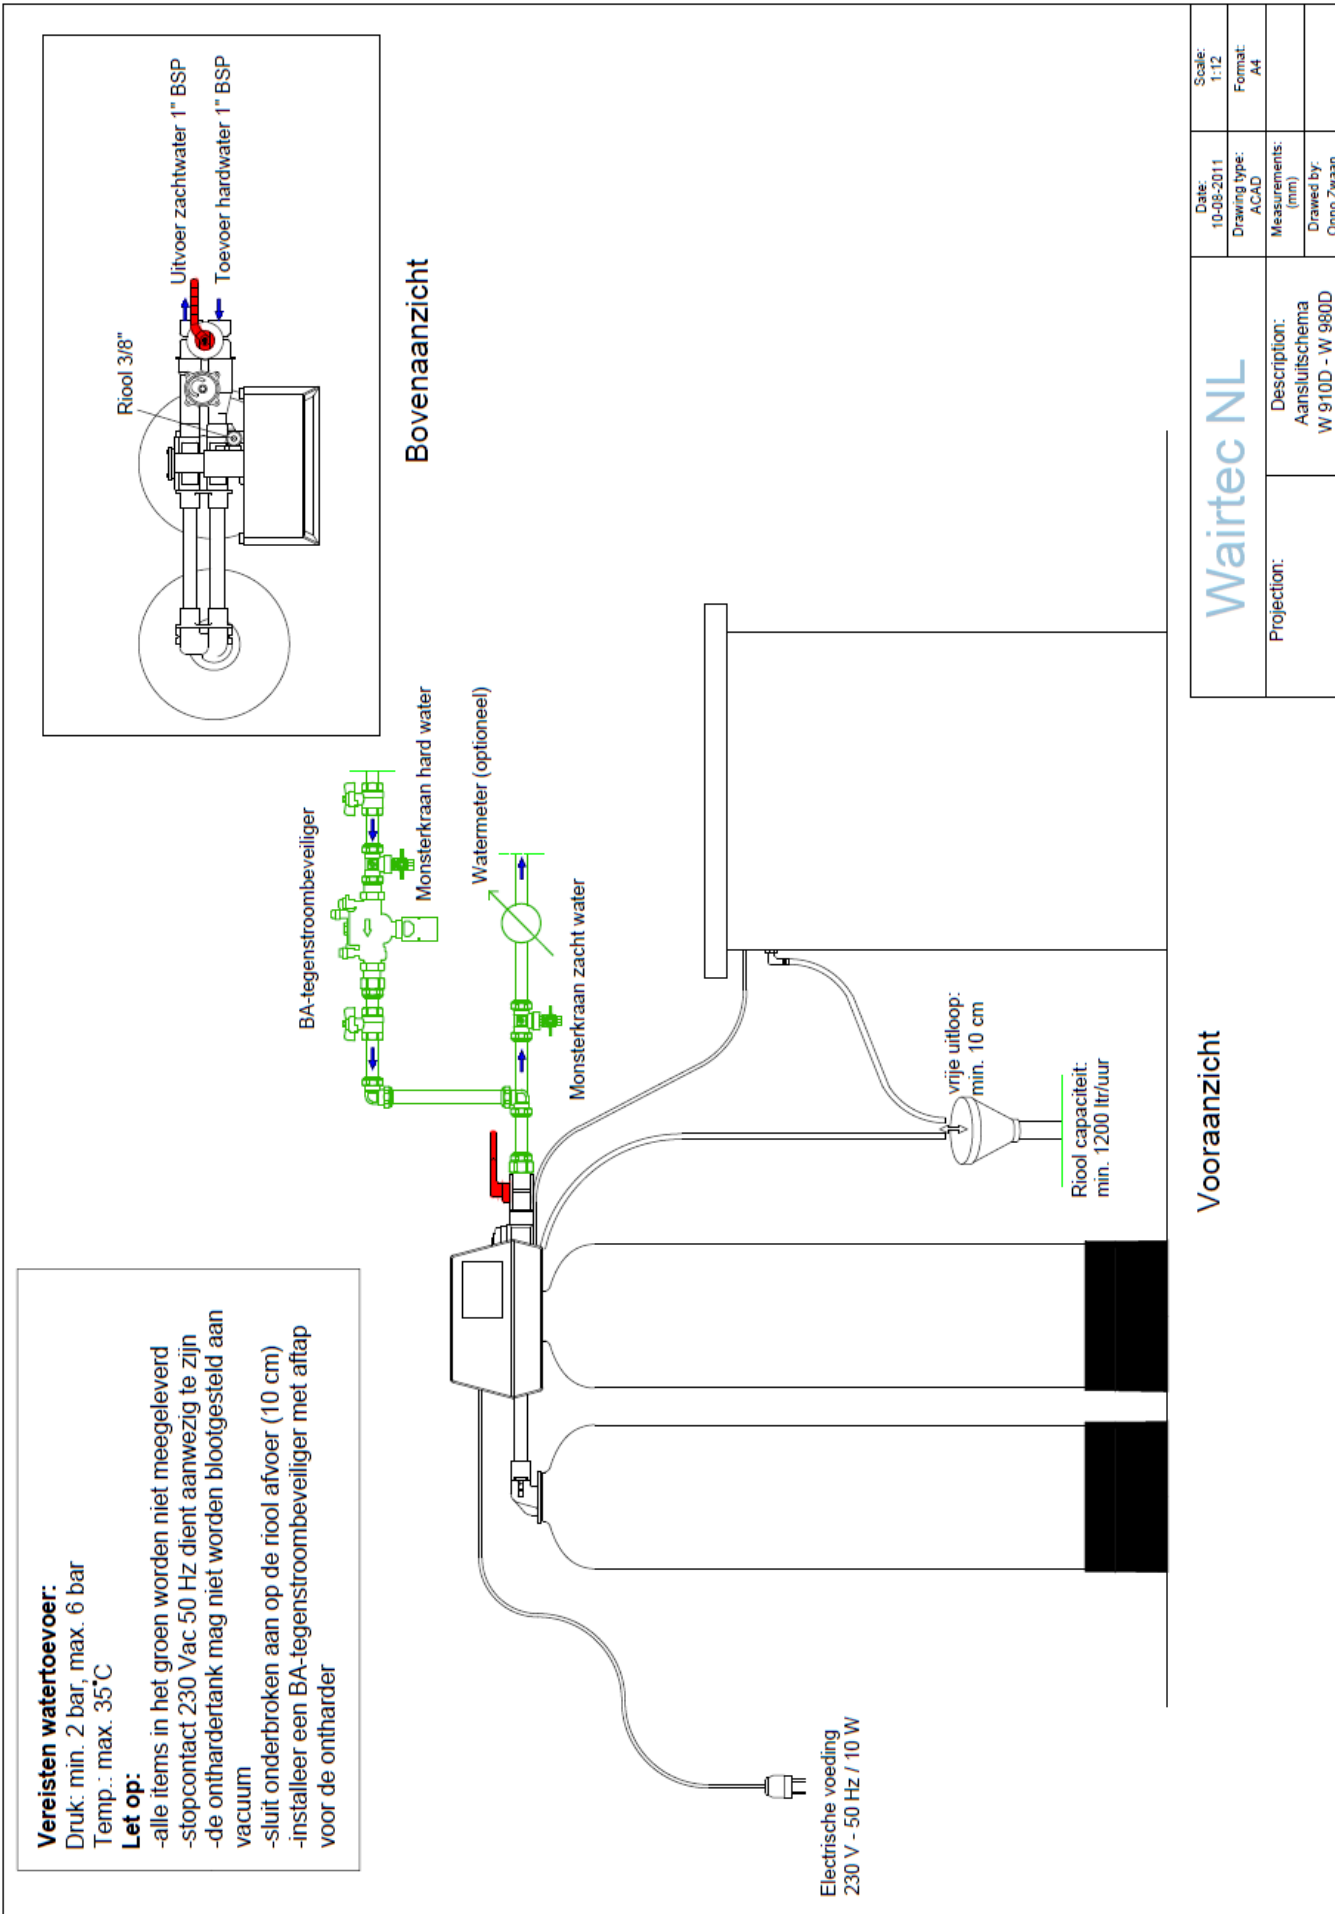 Vereisten watertoevoer:
Druk: min. 2 bar, max. 6 bar
Temp.: max. 35°C
Let op:
-alle items in het groen worden niet meegeleverd
-stopcontact 230 Vac 50 Hz dient aanwezig te zijn
-de onthardertank mag niet worden blootgesteld aan
vacuum
-sluit onderbroken aan op de riool afvoer (10 cm)
-installeer een BA-tegenstroombeveiliger met aftap
voor de ontharder
Riool 3/8"
Uitvoer zachtwater 1" BSP
Toevoer hardwater 1" BSP
Bovenaanzicht
BA-tegenstroombeveiliger
Monsterkraan hard water
Watermeter (optioneel)
Monsterkraan zacht water
vrije uitloop:
min. 10 cm
Riool capaciteit:
min. 1200 ltr/uur
Electrische voeding
230 V - 50 Hz / 10 W
Vooraanzicht
Wairtec NL
Projection:
Description:
Aansluitschema
W 910D - W 980D
Date:
10-08-2011
Scale:
1:12
Drawing type:
ACAD
Format:
A4
Measurements:
(mm)
Drawed by:
Onno Zwaan